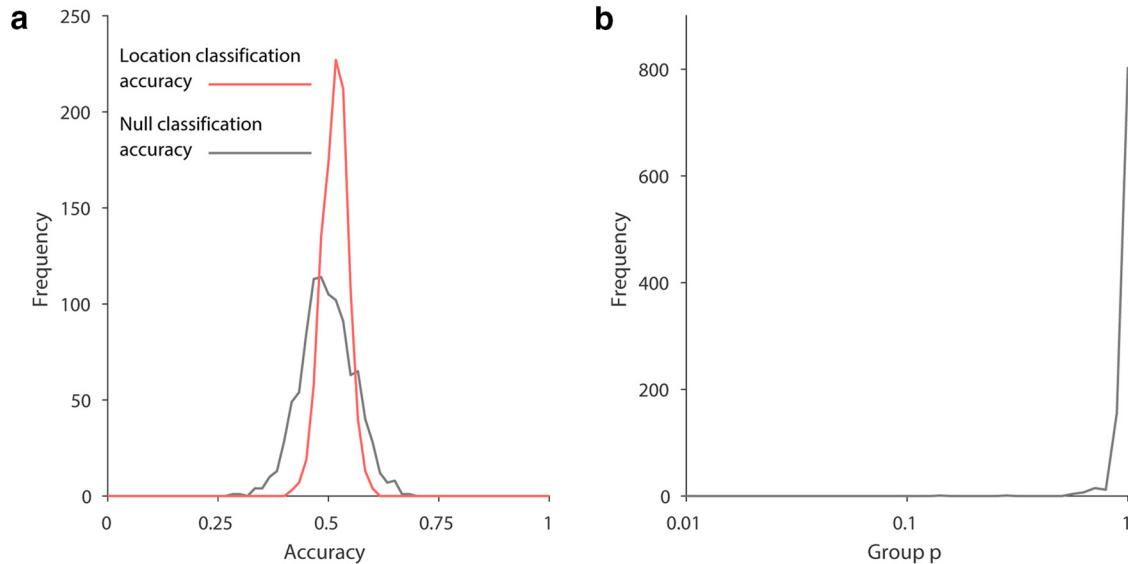 a
250
200
150
100
50
0
Frequency
Location classification
accuracy
Null classification
accuracy
0
0.25
0.5
0.75
1
Accuracy
b
800
600
400
200
0
Frequency
0.01
0.1
1
Group p